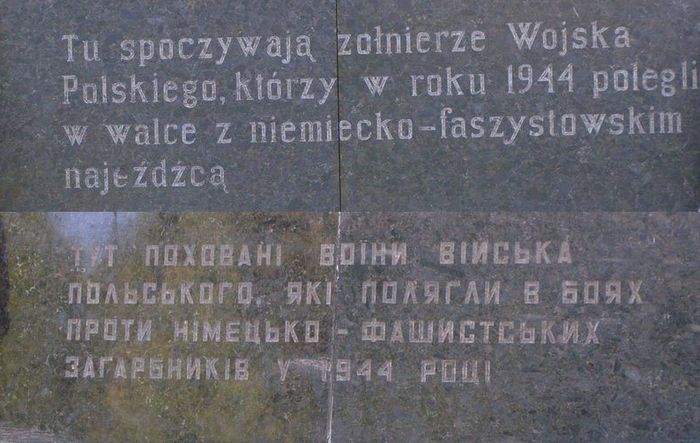 Tu spoczywają żołnierze Wojska
Polskiego, którzy w roku 1944 polegli
w walce z niemiecko-faszystowskim
najeźdźcą
ТУТ ПОХОВАНІ ВОЇНИ ВІЙСЬКА
ПОЛЬСЬКОГО, ЯКІ ПОЛЯГЛИ В БОЯХ
ПРОТИ НІМЕЦЬКО-ФАШИСТСЬКИХ
ЗАГАРБНИКІВ У 1944 РОЦІ